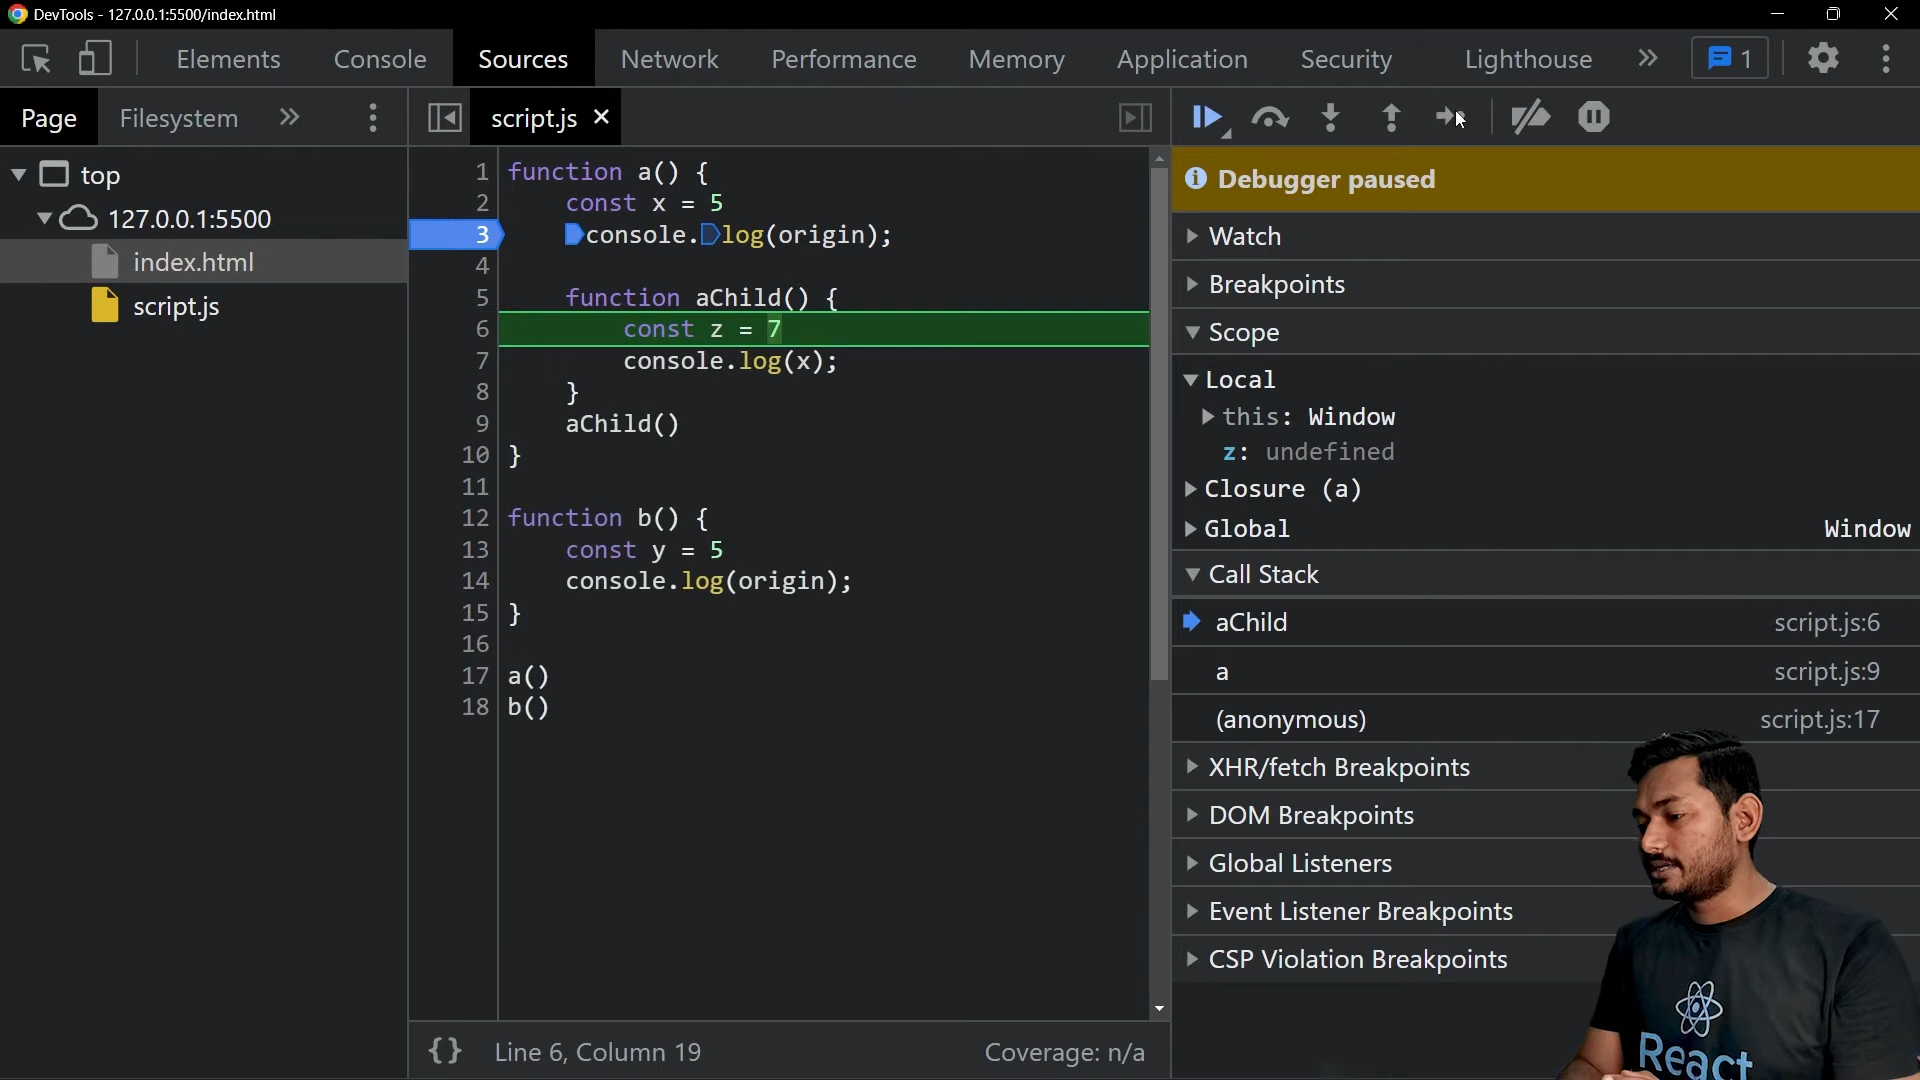 DevTools - 127.0.0.1:5500/index.html
Elements Console Sources Network Performance Memory Application Security Lighthouse 1
Page Filesystem
script.js
top
127.0.0.1:5500
index.html
script.js
1 function a() {
2 const x = 5
3 console.log(origin);
4
5 function aChild() {
6 const z = 7
7 console.log(x);
8 }
9 aChild()
10 }
11
12 function b() {
13 const y = 5
14 console.log(origin);
15 }
16
17 a()
18 b()
{} Line 6, Column 19 Coverage: n/a
Debugger paused
Watch
Breakpoints
Scope
Local
this: Window
z: undefined
Closure (a)
Global Window
Call Stack
aChild script.js:6
a script.js:9
(anonymous) script.js:17
XHR/fetch Breakpoints
DOM Breakpoints
Global Listeners
Event Listener Breakpoints
CSP Violation Breakpoints
React